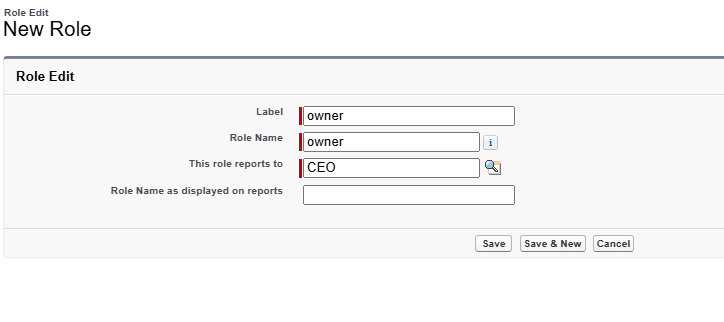 Role Edit
New Role
Role Edit
Label owner
Role Name owner i
This role reports to CEO
Role Name as displayed on reports
Save Save & New Cancel